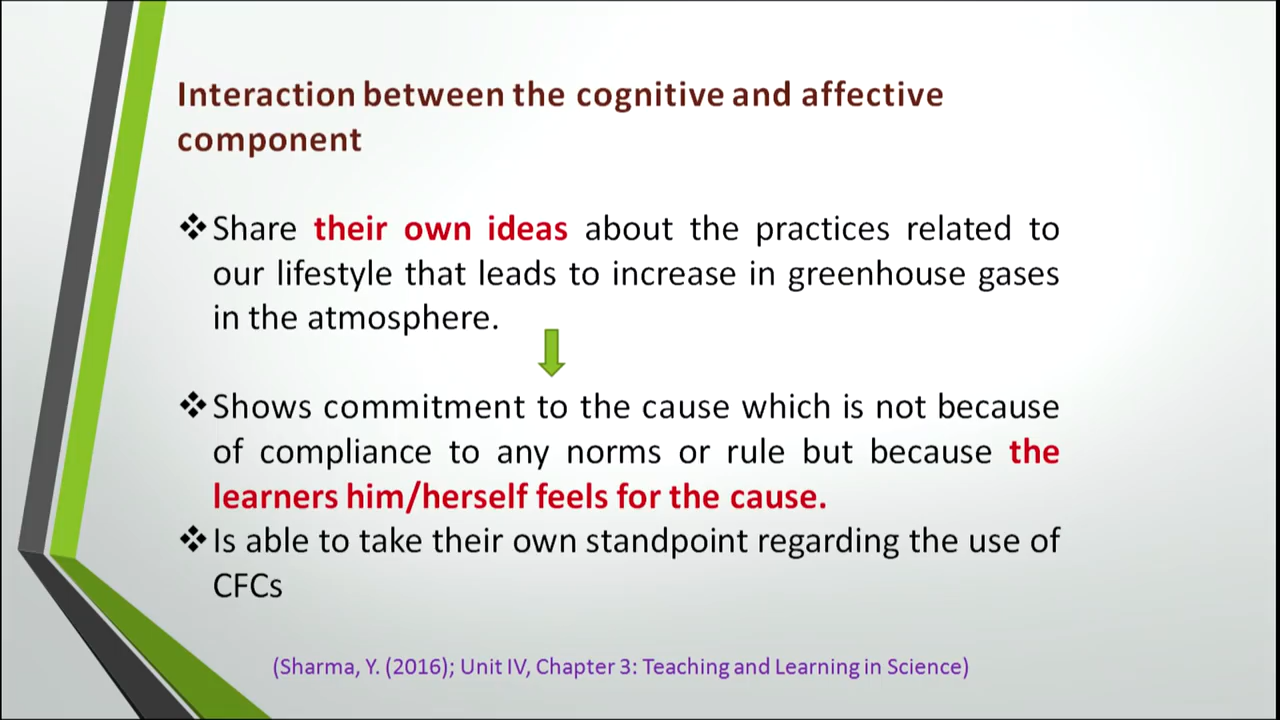 Interaction between the cognitive and affective
component
❖Share their own ideas about the practices related to
our lifestyle that leads to increase in greenhouse gases
in the atmosphere.
❖Shows commitment to the cause which is not because
of compliance to any norms or rule but because the
learners him/herself feels for the cause.
❖Is able to take their own standpoint regarding the use of
CFCs
(Sharma, Y. (2016); Unit IV, Chapter 3: Teaching and Learning in Science)